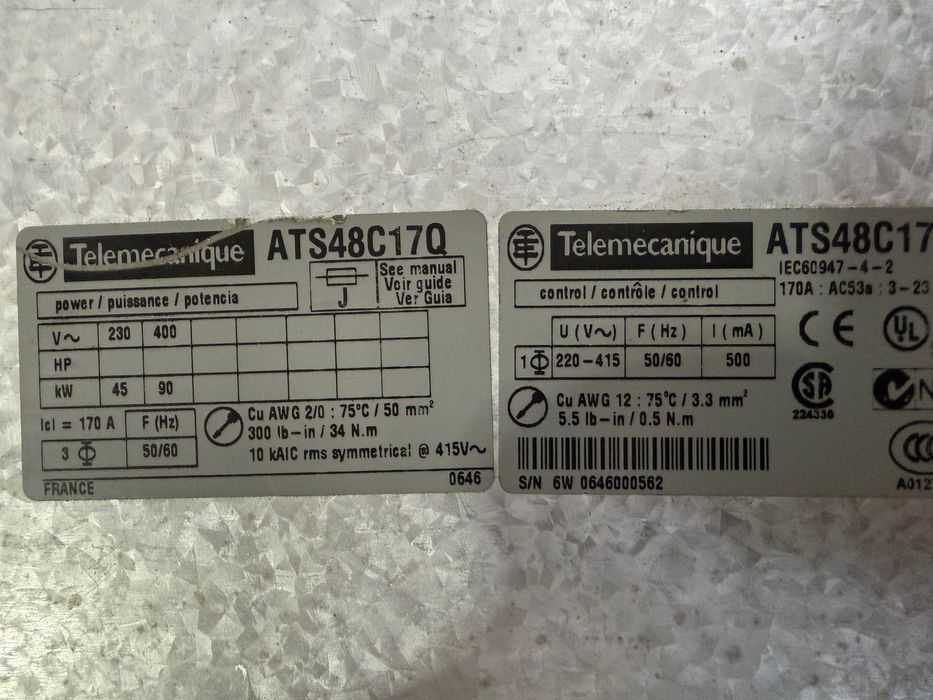 Telemecanique ATS48C17Q
power / puissance / potencia
J
See manual
Voir guide
Ver Guia
V~ 230 400
HP
kW 45 90
Icl = 170 A F (Hz)
3 Φ 50/60
Cu AWG 2/0 : 75°C / 50 mm²
300 lb-in / 34 N.m
10 kAIC rms symmetrical @ 415V~
FRANCE 0646
Telemecanique ATS48C17
IEC60947-4-2
control / contrôle / control
170A : AC53a : 3-23
U (V~) F (Hz) I (mA)
1 Φ 220-415 50/60 500
CE
UL
SA
224330
N
Cu AWG 12 : 75°C / 3.3 mm²
5.5 lb-in / 0.5 N.m
S/N 6W 0646000562
CCC
A012